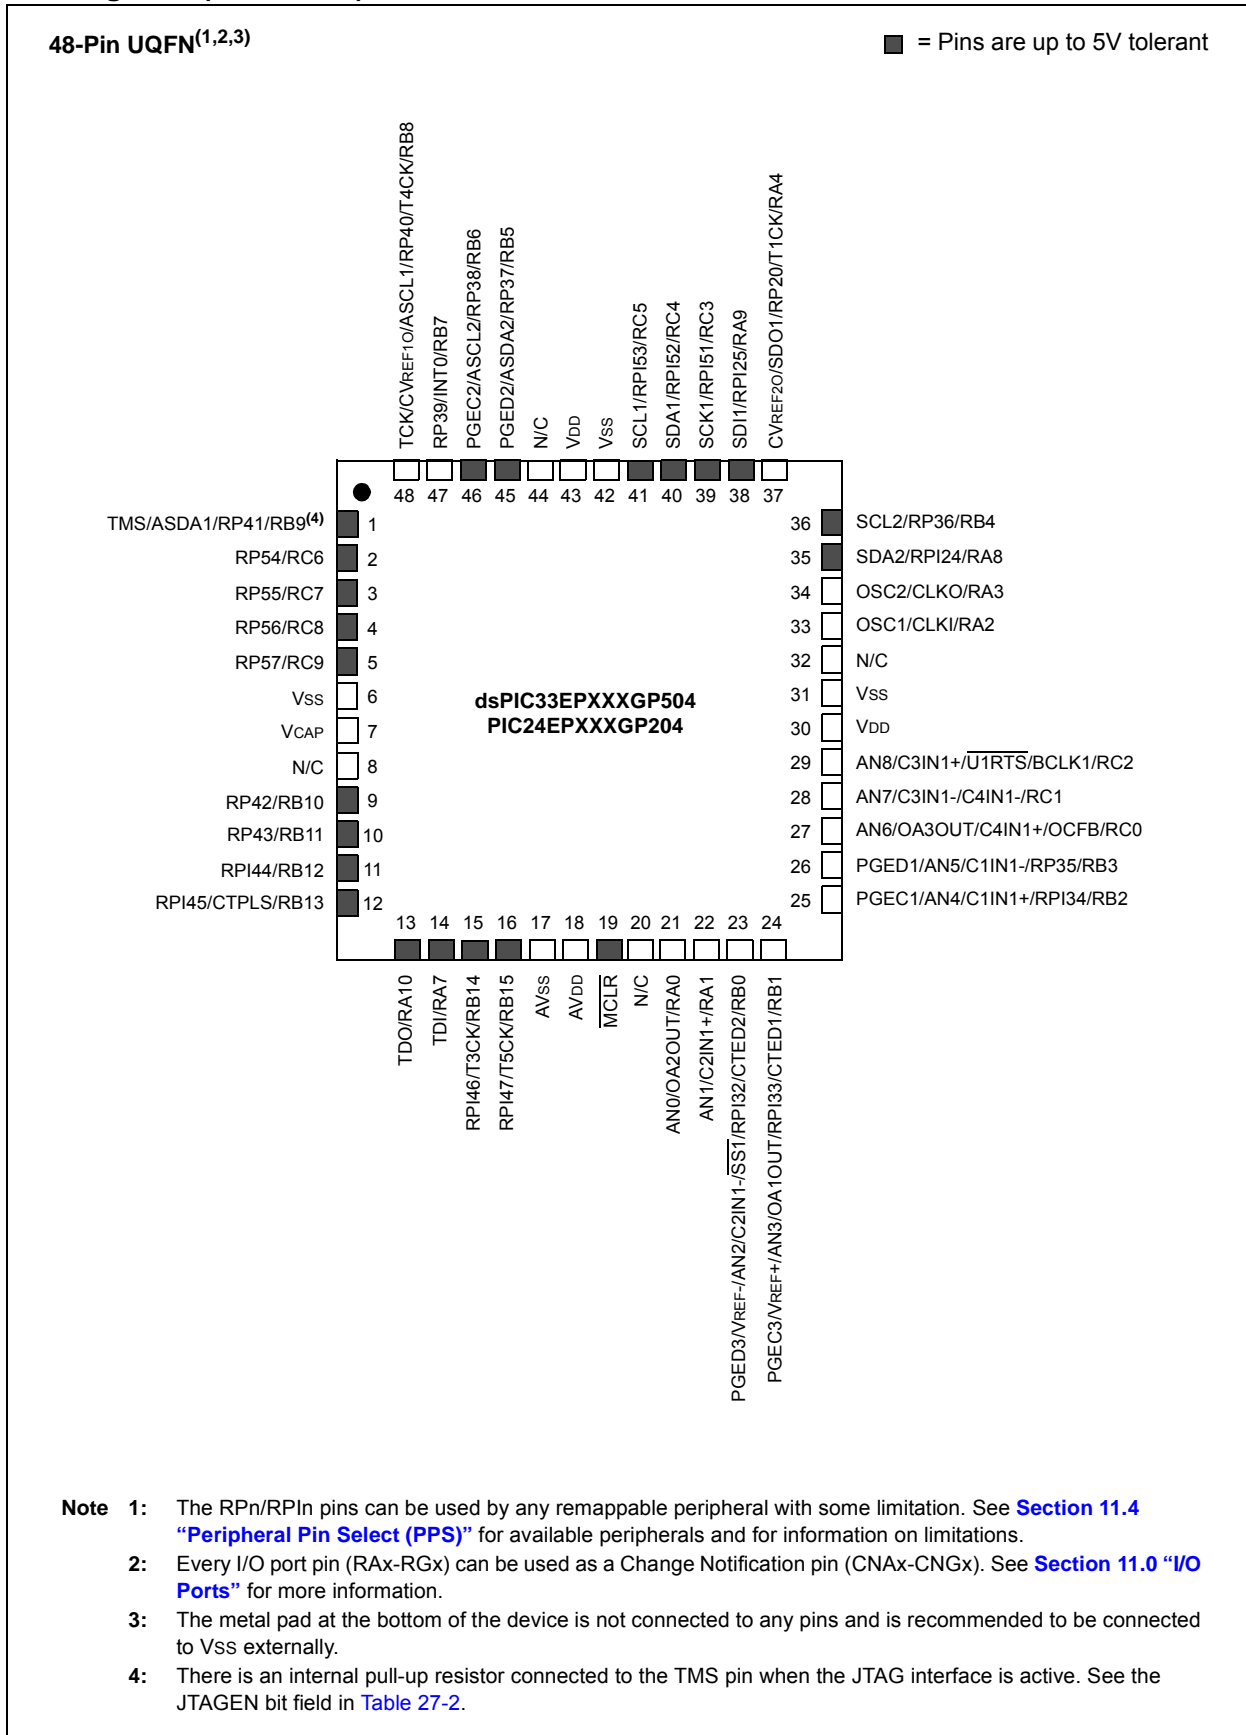 48-Pin UQFN(1,2,3)
= Pins are up to 5V tolerant
TCK/CVREF1O/ASCL1/RP40/T4CK/RB8
RP39/INT0/RB7
PGEC2/ASCL2/RP38/RB6
PGED2/ASDA2/RP37/RB5
N/C
VDD
VSS
SCL1/RPI53/RC5
SDA1/RPI52/RC4
SCK1/RPI51/RC3
SDI1/RPI25/RA9
CVREF2O/SDO1/RP20/T1CK/RA4
48 47 46 45 44 43 42 41 40 39 38 37
TMS/ASDA1/RP41/RB9(4) 1
RP54/RC6 2
RP55/RC7 3
RP56/RC8 4
RP57/RC9 5
VSS 6
VCAP 7
N/C 8
RP42/RB10 9
RP43/RB11 10
RPI44/RB12 11
RPI45/CTPLS/RB13 12
dsPIC33EPXXXGP504
PIC24EPXXXGP204
36 SCL2/RP36/RB4
35 SDA2/RPI24/RA8
34 OSC2/CLKO/RA3
33 OSC1/CLKI/RA2
32 N/C
31 VSS
30 VDD
29 AN8/C3IN1+/U1RTS/BCLK1/RC2
28 AN7/C3IN1-/C4IN1-/RC1
27 AN6/OA3OUT/C4IN1+/OCFB/RC0
26 PGED1/AN5/C1IN1-/RP35/RB3
25 PGEC1/AN4/C1IN1+/RPI34/RB2
13 14 15 16 17 18 19 20 21 22 23 24
TDO/RA10
TDI/RA7
RPI46/T3CK/RB14
RPI47/T5CK/RB15
AVSS
AVDD
MCLR
N/C
AN0/OA2OUT/RA0
AN1/C2IN1+/RA1
PGED3/VREF-/AN2/C2IN1-/SS1/RPI32/CTED2/RB0
PGEC3/VREF+/AN3/OA1OUT/RPI33/CTED1/RB1
Note 1: The RPn/RPIn pins can be used by any remappable peripheral with some limitation. See Section 11.4
“Peripheral Pin Select (PPS)” for available peripherals and for information on limitations.
2: Every I/O port pin (RAx-RGx) can be used as a Change Notification pin (CNAx-CNGx). See Section 11.0 “I/O
Ports” for more information.
3: The metal pad at the bottom of the device is not connected to any pins and is recommended to be connected
to VSS externally.
4: There is an internal pull-up resistor connected to the TMS pin when the JTAG interface is active. See the
JTAGEN bit field in Table 27-2.